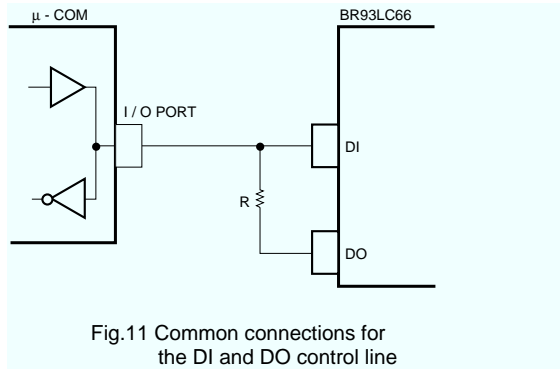 μ - COM
BR93LC66
I / O PORT
DI
R
DO
Fig.11 Common connections for
the DI and DO control line